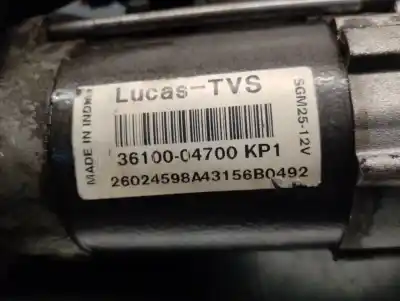 Lucas-TVS
MADE IN INDIA
SGM25-12V
36100-04700 KP1
26024598A43156B0492